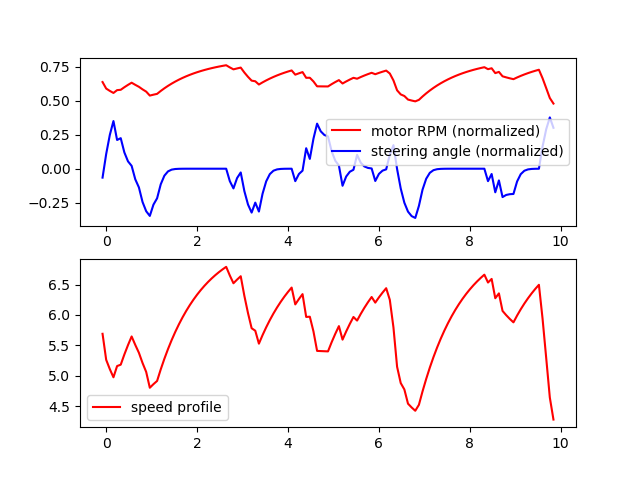 0.75
0.50
0.25
0.00
−0.25
motor RPM (normalized)
steering angle (normalized)
0 2 4 6 8 10
6.5
6.0
5.5
5.0
4.5
speed profile
0 2 4 6 8 10